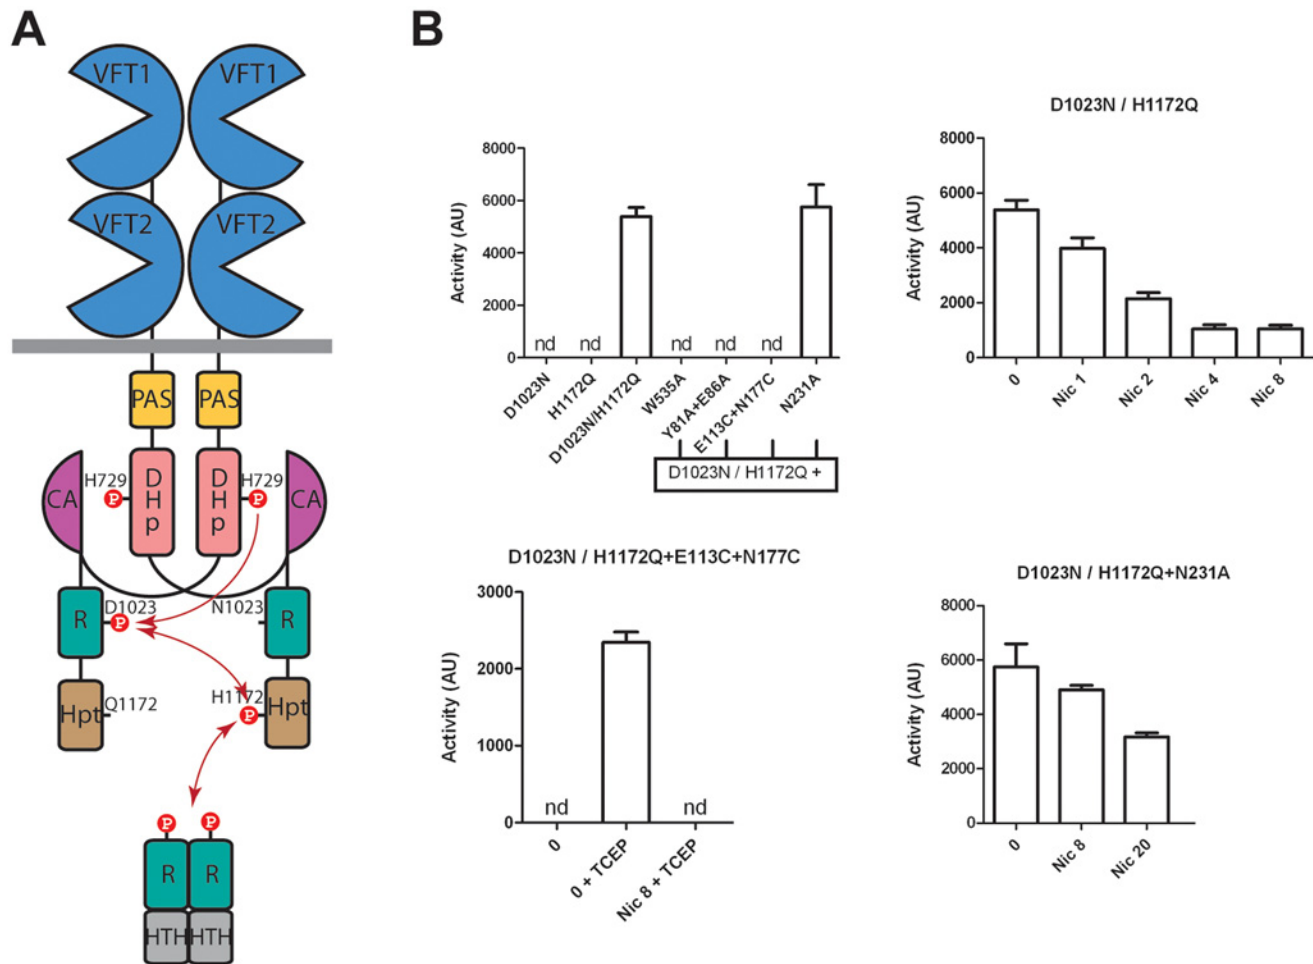 A
VFT1 VFT1
VFT2 VFT2
PAS PAS
H729 H729
P P
CA DHp DHp CA
D1023 N1023
R P R
Q1172 H1172
Hpt P Hpt
P P
R R
HTH HTH
B
8000
6000
4000
2000
0
Activity (AU)
nd nd nd nd nd
D1023N
H1172Q
D1023N/H1172Q
W535A
Y81A+E86A
E113C+N177C
N231A
D1023N / H1172Q +
D1023N / H1172Q
8000
6000
4000
2000
0
Activity (AU)
0
Nic 1
Nic 2
Nic 4
Nic 8
D1023N / H1172Q+E113C+N177C
3000
2000
1000
0
Activity (AU)
nd nd
0
0 + TCEP
Nic 8 + TCEP
D1023N / H1172Q+N231A
8000
6000
4000
2000
0
Activity (AU)
0
Nic 8
Nic 20